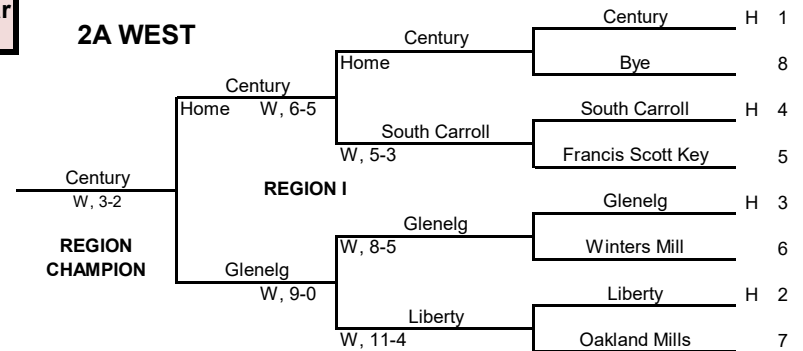 ar
2A WEST
Century H 1
Century
Home
Bye 8
Century
Home W, 6-5
South Carroll H 4
South Carroll
W, 5-3
Francis Scott Key 5
Century
W, 3-2
REGION I
Glenelg H 3
Glenelg
W, 8-5
Winters Mill 6
REGION
CHAMPION
Glenelg
W, 9-0
Liberty H 2
Liberty
W, 11-4
Oakland Mills 7